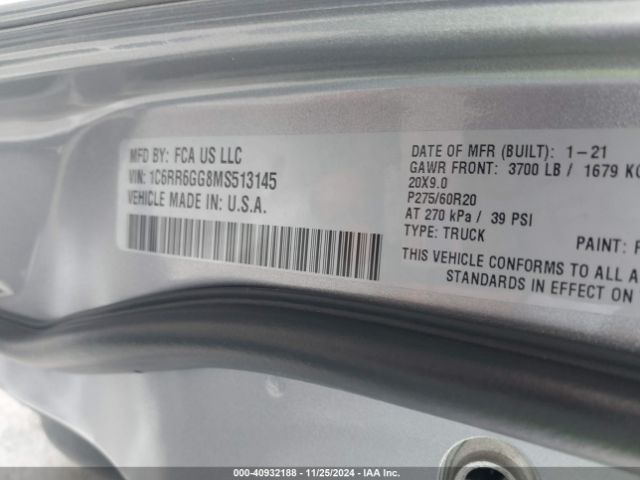 MFD BY: FCA US LLC
VIN: 1C6RR6GG8MS513145
VEHICLE MADE IN: U.S.A.
DATE OF MFR (BUILT): 1-21
GAWR FRONT: 3700 LB / 1679 KG
20X9.0
P275/60R20
AT 270 kPa / 39 PSI
TYPE: TRUCK
PAINT: P
THIS VEHICLE CONFORMS TO ALL A
STANDARDS IN EFFECT ON
000-40932188 - 11/25/2024 - IAAI.COM